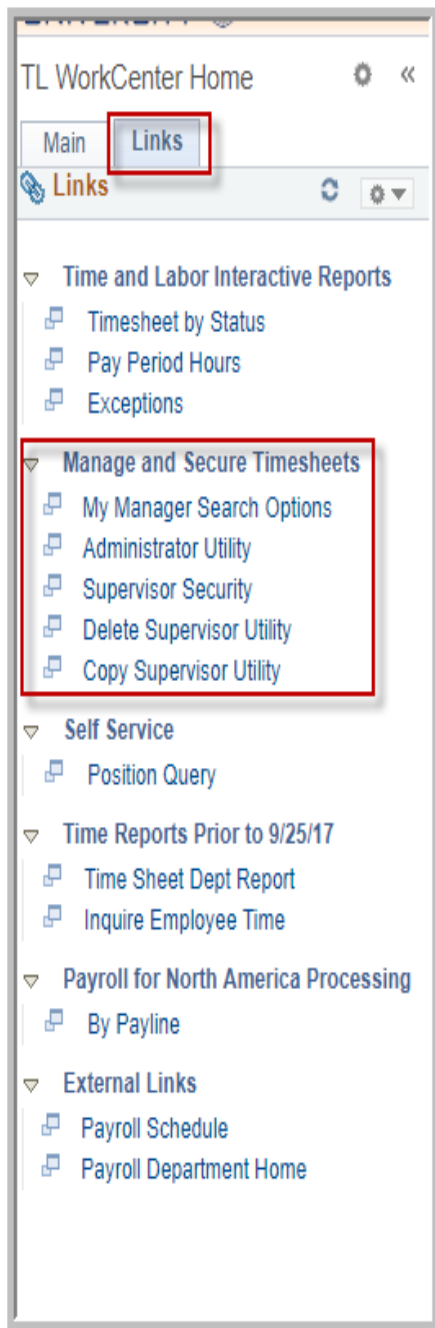 TL WorkCenter Home
Main Links
Links
Time and Labor Interactive Reports
Timesheet by Status
Pay Period Hours
Exceptions
Manage and Secure Timesheets
My Manager Search Options
Administrator Utility
Supervisor Security
Delete Supervisor Utility
Copy Supervisor Utility
Self Service
Position Query
Time Reports Prior to 9/25/17
Time Sheet Dept Report
Inquire Employee Time
Payroll for North America Processing
By Payline
External Links
Payroll Schedule
Payroll Department Home